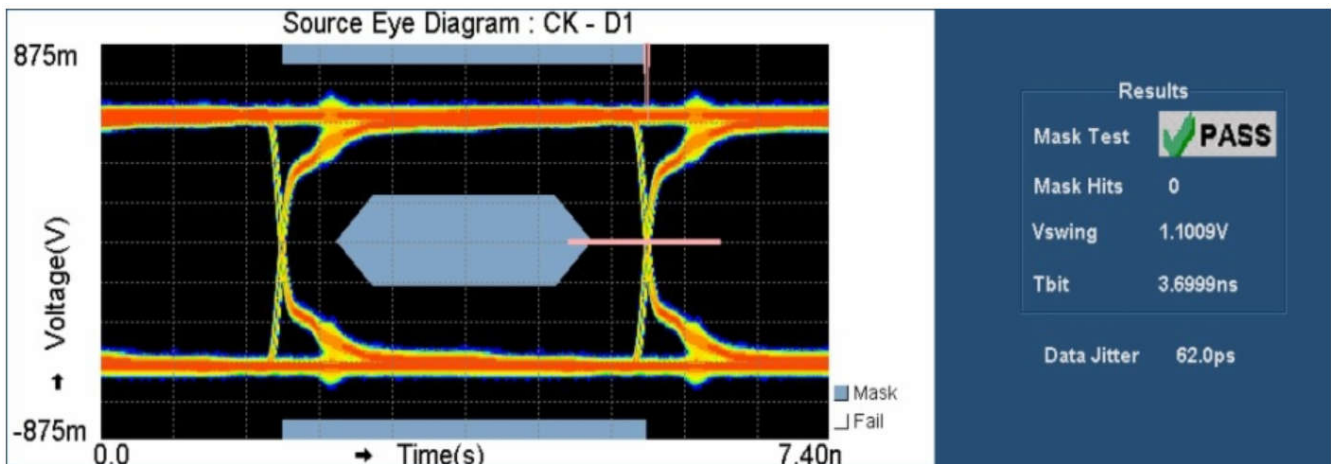 Source Eye Diagram : CK - D1
875m
Voltage(V)
-875m
0.0
Time(s)
7.40n
Mask
Fail
Results
Mask Test PASS
Mask Hits 0
Vswing 1.1009V
Tbit 3.6999ns
Data Jitter 62.0ps